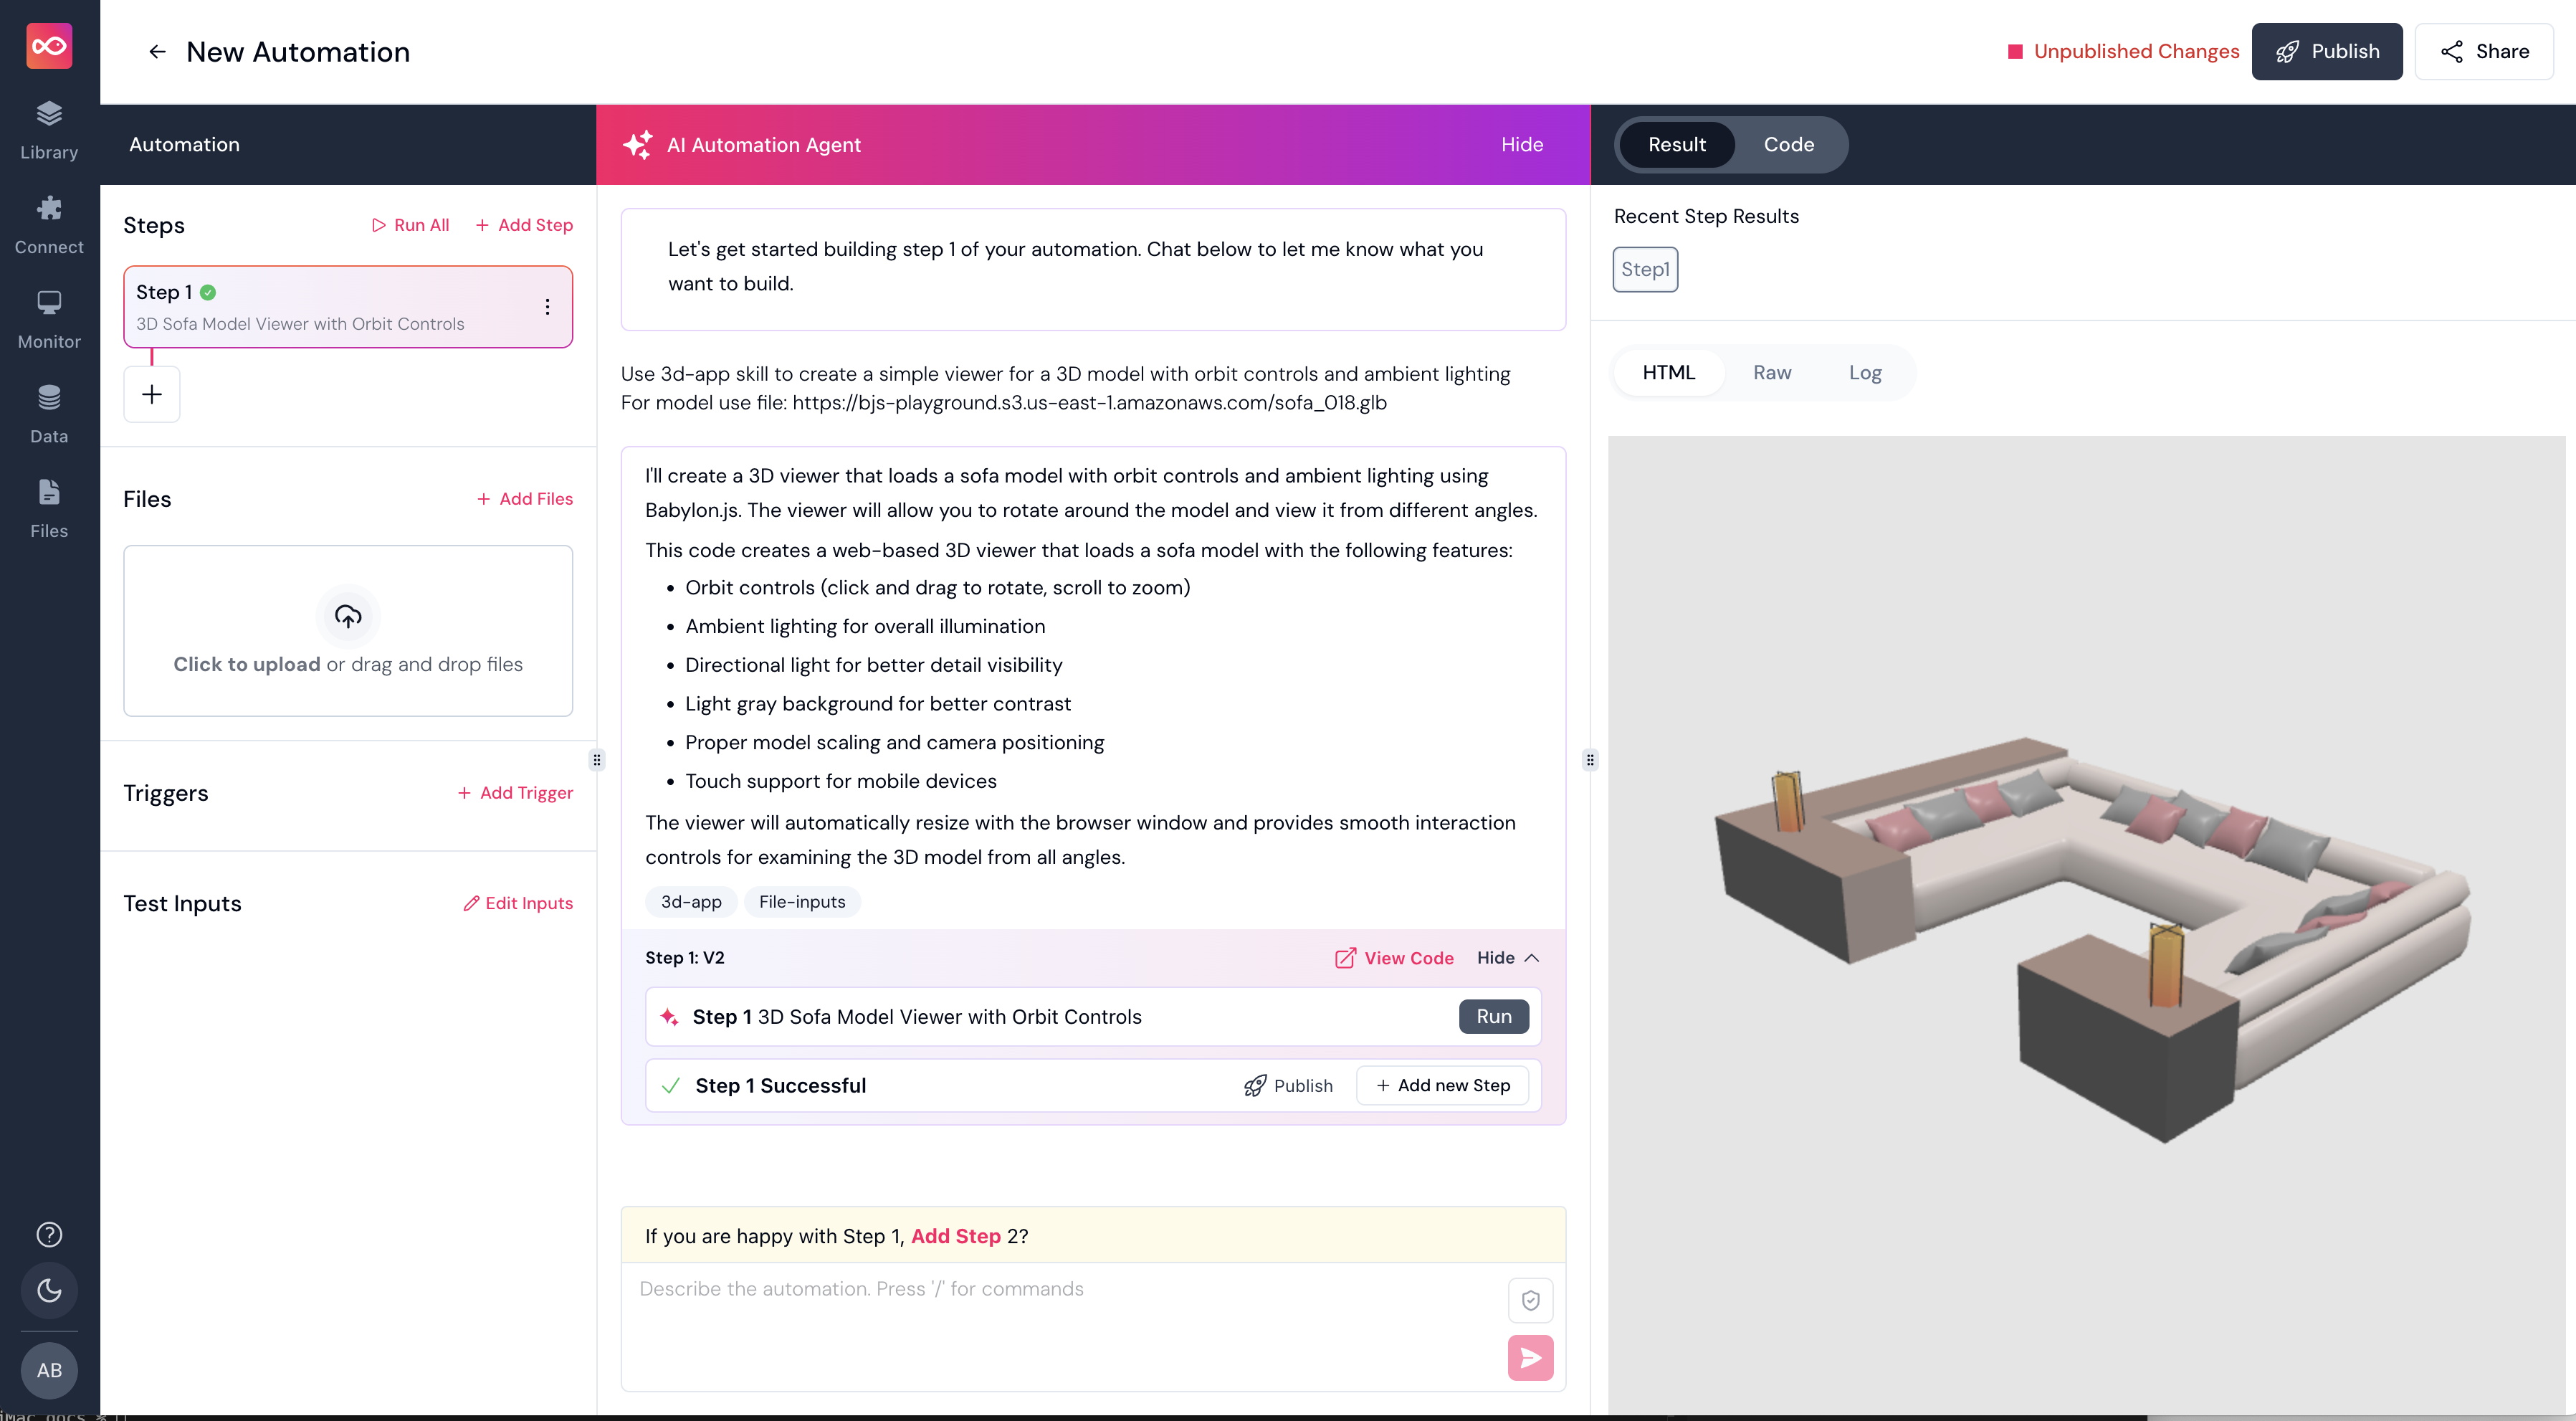 New Automation
Unpublished Changes
Publish
Share
Library
Connect
Monitor
Data
Files
AB
Automation
Steps
Run All
Add Step
Step 1
3D Sofa Model Viewer with Orbit Controls
Files
Add Files
Click to upload or drag and drop files
Triggers
Add Trigger
Test Inputs
Edit Inputs
AI Automation Agent
Hide
Let's get started building step 1 of your automation. Chat below to let me know what you
want to build.
Use 3d-app skill to create a simple viewer for a 3D model with orbit controls and ambient lighting
For model use file: https://bjs-playground.s3.us-east-1.amazonaws.com/sofa_018.glb
I'll create a 3D viewer that loads a sofa model with orbit controls and ambient lighting using
Babylon.js. The viewer will allow you to rotate around the model and view it from different angles.
This code creates a web-based 3D viewer that loads a sofa model with the following features:
• Orbit controls (click and drag to rotate, scroll to zoom)
• Ambient lighting for overall illumination
• Directional light for better detail visibility
• Light gray background for better contrast
• Proper model scaling and camera positioning
• Touch support for mobile devices
The viewer will automatically resize with the browser window and provides smooth interaction
controls for examining the 3D model from all angles.
3d-app
File-inputs
Step 1: V2
View Code
Hide
Step 1 3D Sofa Model Viewer with Orbit Controls
Run
Step 1 Successful
Publish
+ Add new Step
If you are happy with Step 1, Add Step 2?
Describe the automation. Press '/' for commands
Result
Code
Recent Step Results
Step1
HTML
Raw
Log